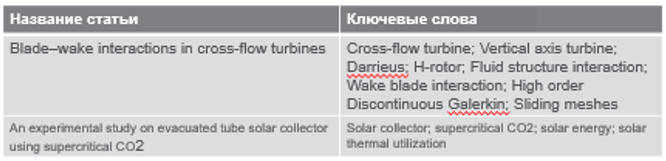 Название статьи
Ключевые слова
Blade–wake interactions in cross-flow turbines
Cross-flow turbine; Vertical axis turbine;
Darrieus; H-rotor; Fluid structure interaction;
Wake blade interaction; High order
Discontinuous Galerkin; Sliding meshes
An experimental study on evacuated tube solar collector
using supercritical CO2
Solar collector; supercritical CO2; solar energy; solar
thermal utilization